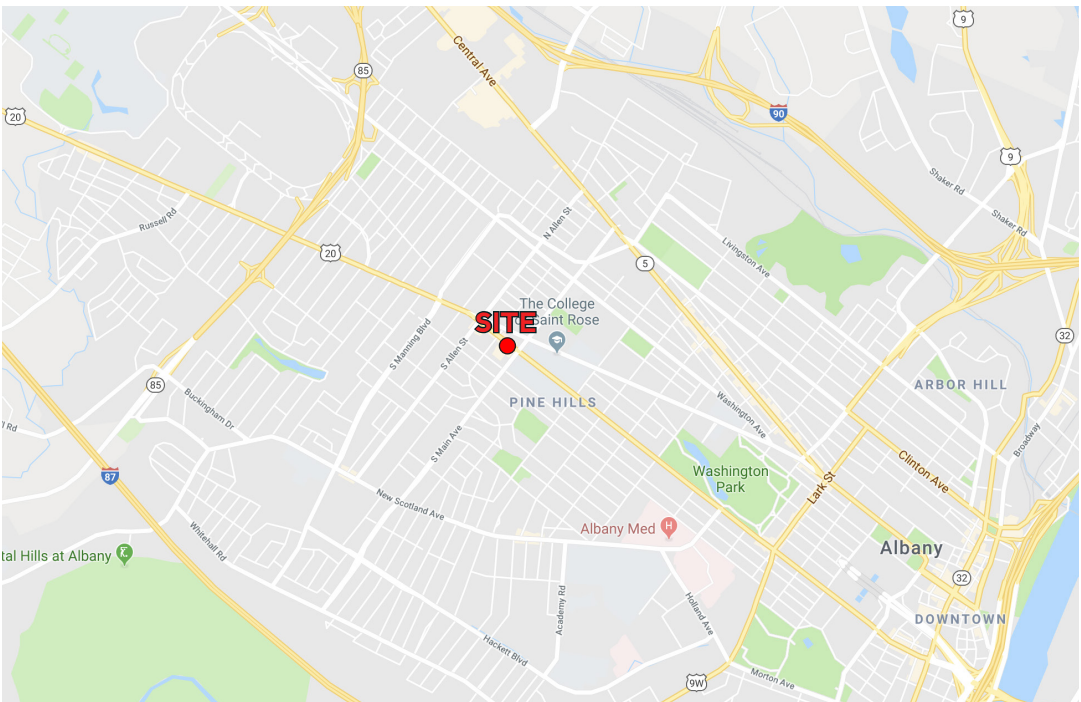 9
Central Ave
85
20
90
9
Shaker Rd
Shaker Rd
Russell Rd
N Allen St
20
5
Livingston Ave
The College
Saint Rose
SITE
32
S Manning Blvd
S Allen St
85
Buckingham Dr
PINE HILLS
ARBOR HILL
Washington Ave
Broadway
Rd
S Main Ave
87
Washington
Park
Clinton Ave
Lark St
New Scotland Ave
Albany Med
H
Whitehall Rd
tal Hills at Albany
Albany
32
Academy Rd
Holland Ave
DOWNTOWN
Hackett Blvd
9W
Morton Ave